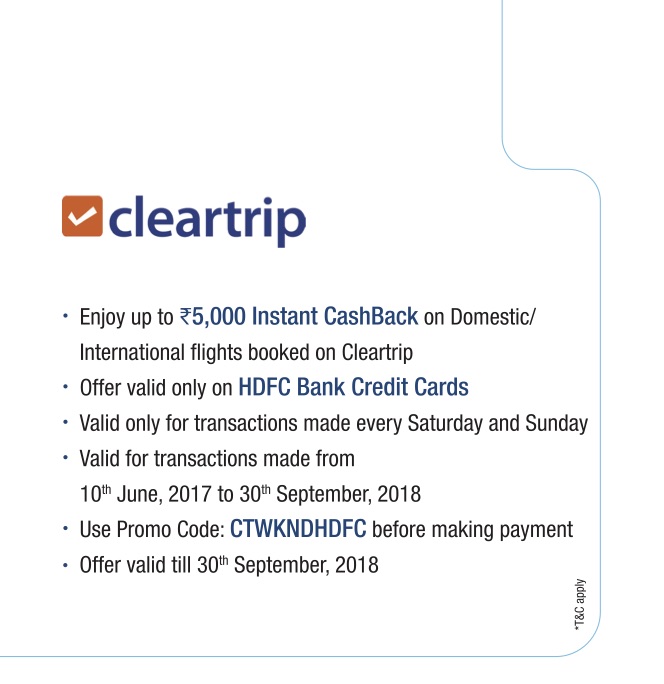 cleartrip
• Enjoy up to ₹5,000 Instant CashBack on Domestic/
International flights booked on Cleartrip
• Offer valid only on HDFC Bank Credit Cards
• Valid only for transactions made every Saturday and Sunday
• Valid for transactions made from
10th June, 2017 to 30th September, 2018
• Use Promo Code: CTWKNDHDFC before making payment
• Offer valid till 30th September, 2018
*T&C apply